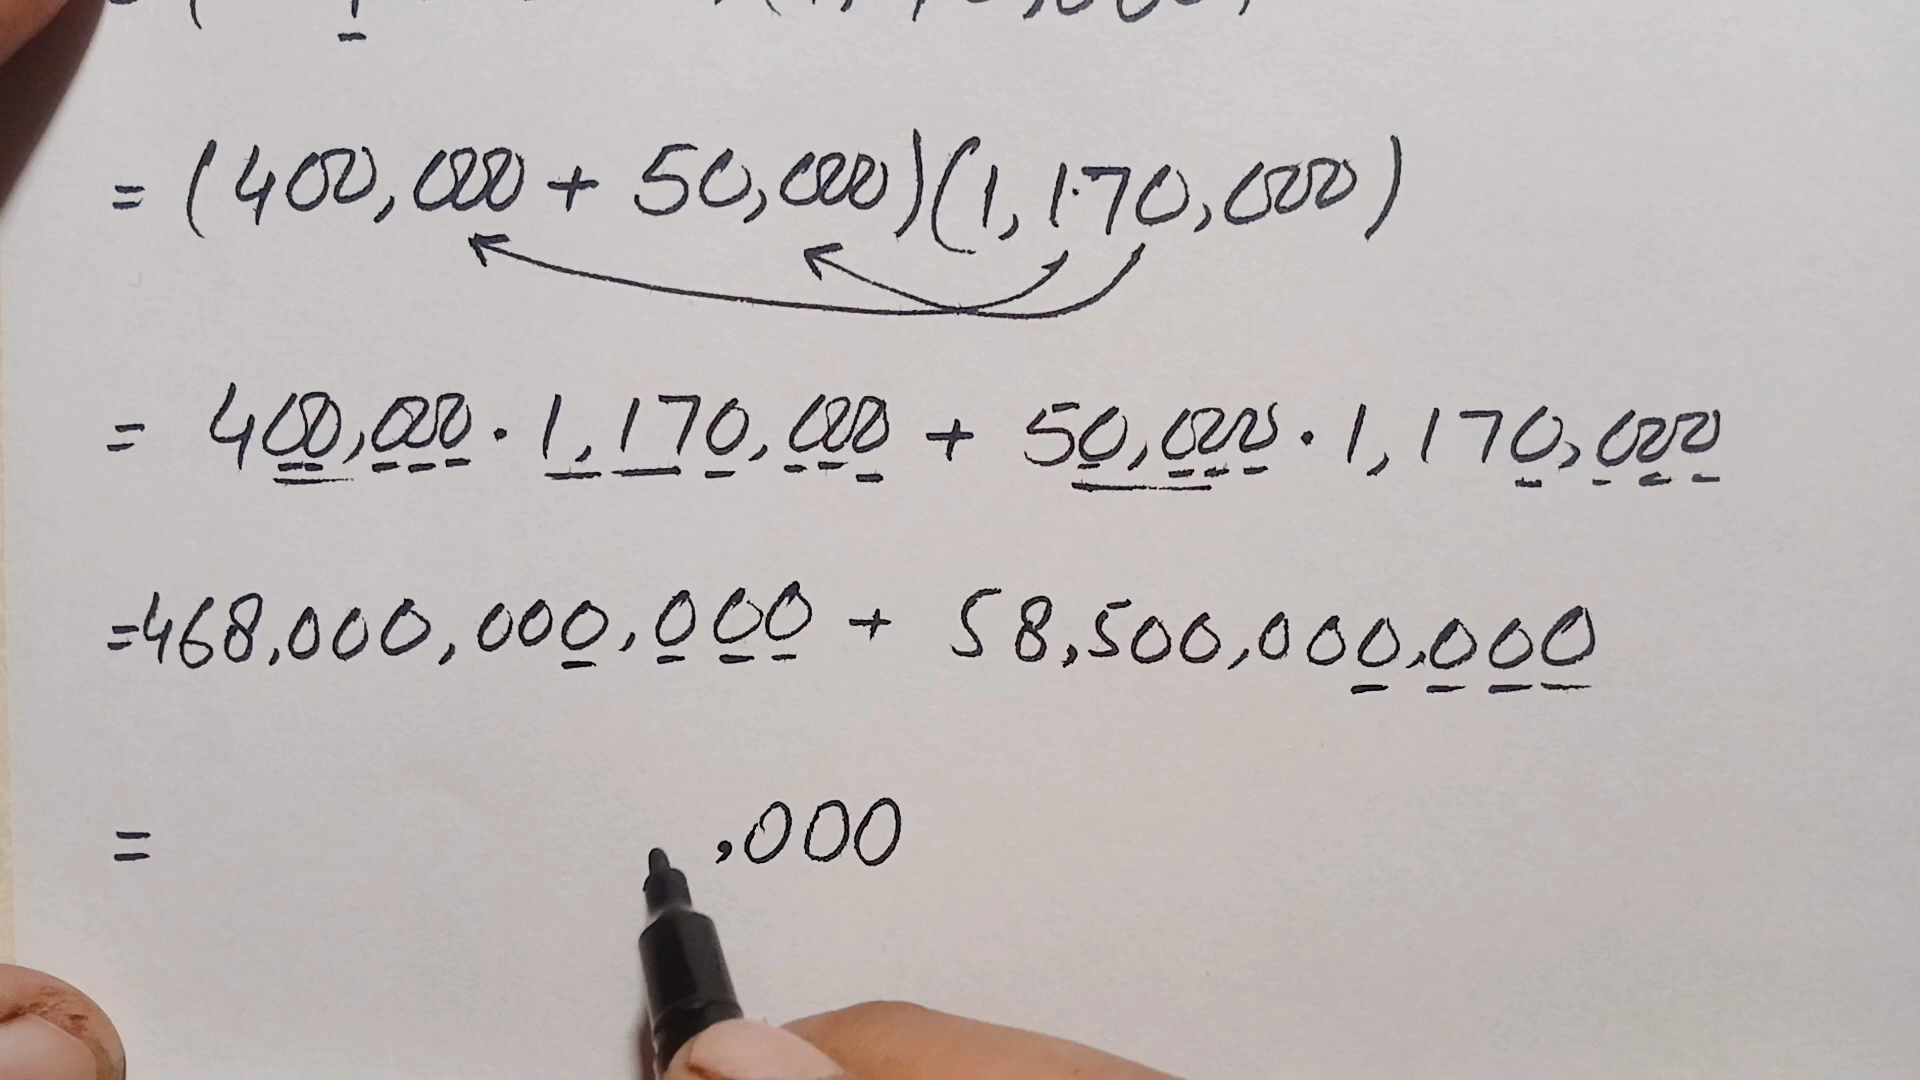 = (400,000 + 50,000)(1,170,000)
= 400,000 · 1,170,000 + 50,000 · 1,170,000
=468,000,000,000 + 58,500,000,000
= ,000